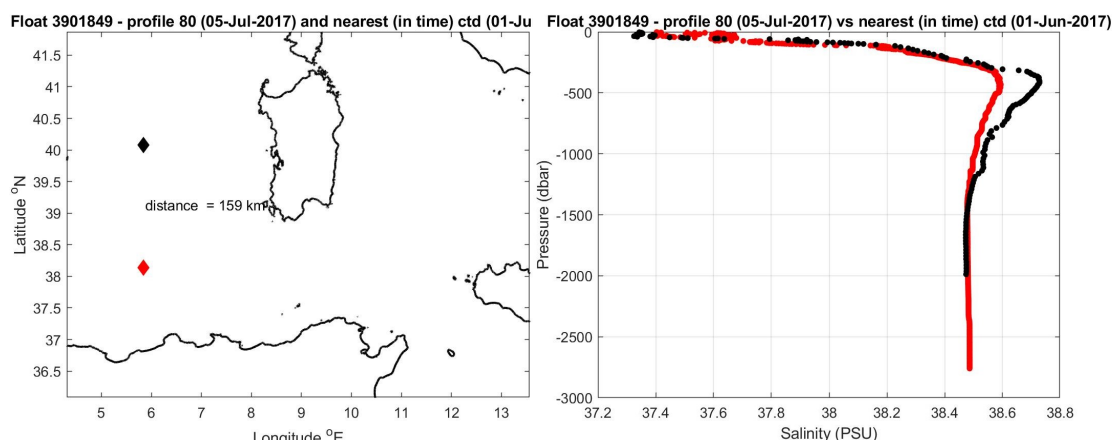 Float 3901849 - profile 80 (05-Jul-2017) and nearest (in time) ctd (01-Ju
Float 3901849 - profile 80 (05-Jul-2017) vs nearest (in time) ctd (01-Jun-2017)
Latitude °N
41.5
41
40.5
40
39.5
39
38.5
38
37.5
37
36.5
distance = 159 km
5 6 7 8 9 10 11 12 13
Longitude °E
Pressure (dbar)
0
-500
-1000
-1500
-2000
-2500
-3000
37.2 37.4 37.6 37.8 38 38.2 38.4 38.6 38.8
Salinity (PSU)